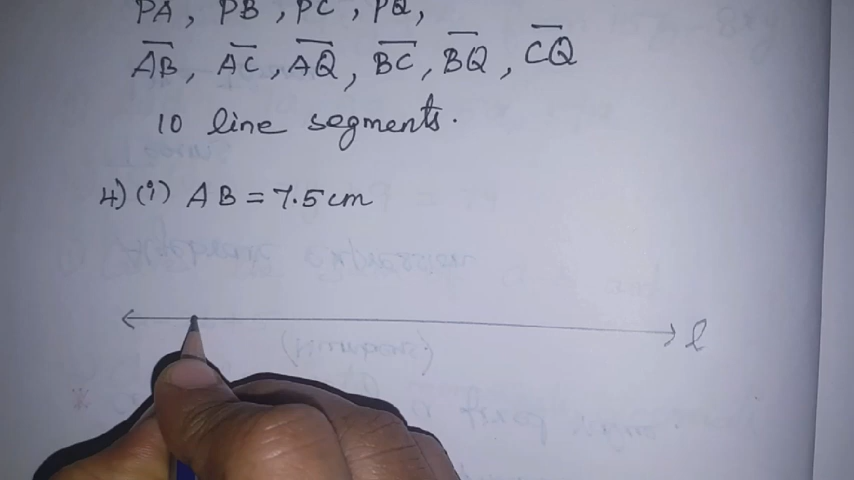 PA, PB, PC, PQ,
AB, AC, AQ, BC, BQ, CQ
10 line segments.
4) (i) AB = 7.5 cm
l